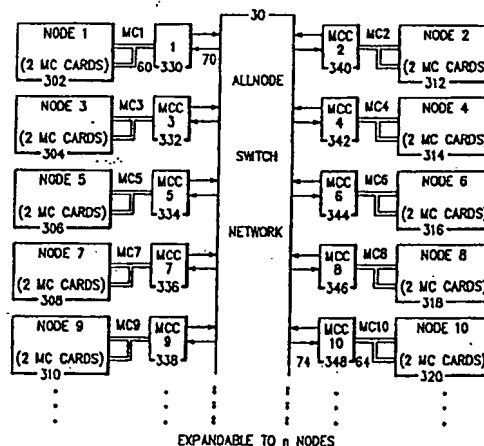 30
NODE 1 MC1 1 MCC 2 MC2 NODE 2
(2 MC CARDS) 60 330 70 340 (2 MC CARDS)
302 312
ALLNODE
NODE 3 MC3 MCC 3 MCC 4 MC4 NODE 4
(2 MC CARDS) 332 342 (2 MC CARDS)
304 314
SWITCH
NODE 5 MC5 MCC 5 MCC 6 MC6 NODE 6
(2 MC CARDS) 334 344 (2 MC CARDS)
306 316
NETWORK
NODE 7 MC7 MCC 7 MCC 8 MC8 NODE 8
(2 MC CARDS) 336 346 (2 MC CARDS)
308 318
NODE 9 MC9 MCC 9 MCC 10 MC10 NODE 10
(2 MC CARDS) 338 74 348 64 (2 MC CARDS)
310 320
EXPANDABLE TO n NODES